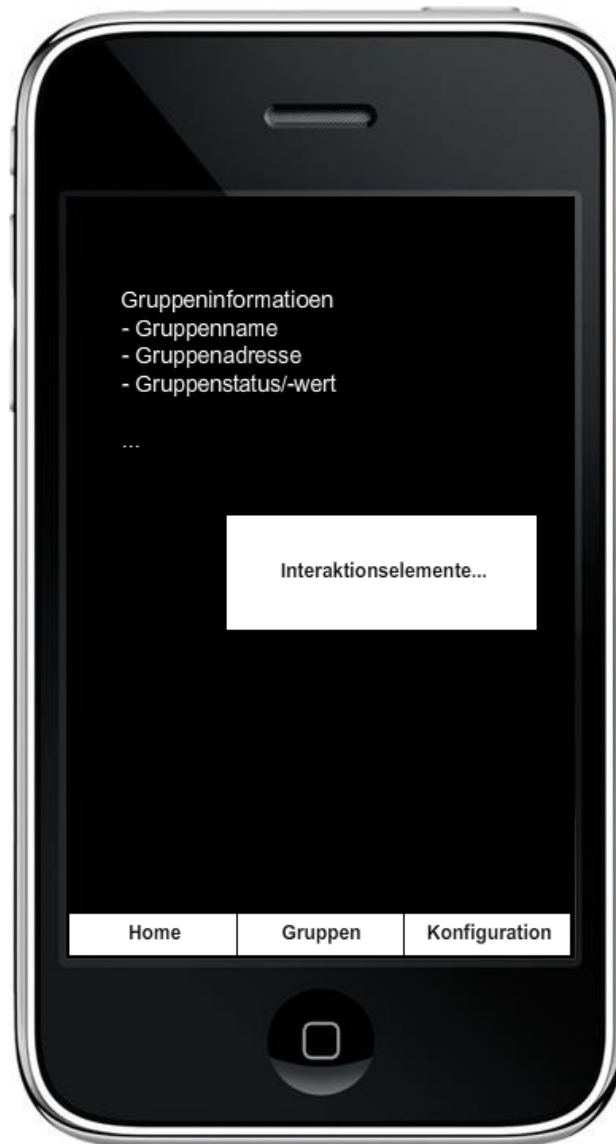 Gruppeninformatioen
- Gruppenname
- Gruppenadresse
- Gruppenstatus/-wert
...
Interaktionselemente...
Home Gruppen Konfiguration